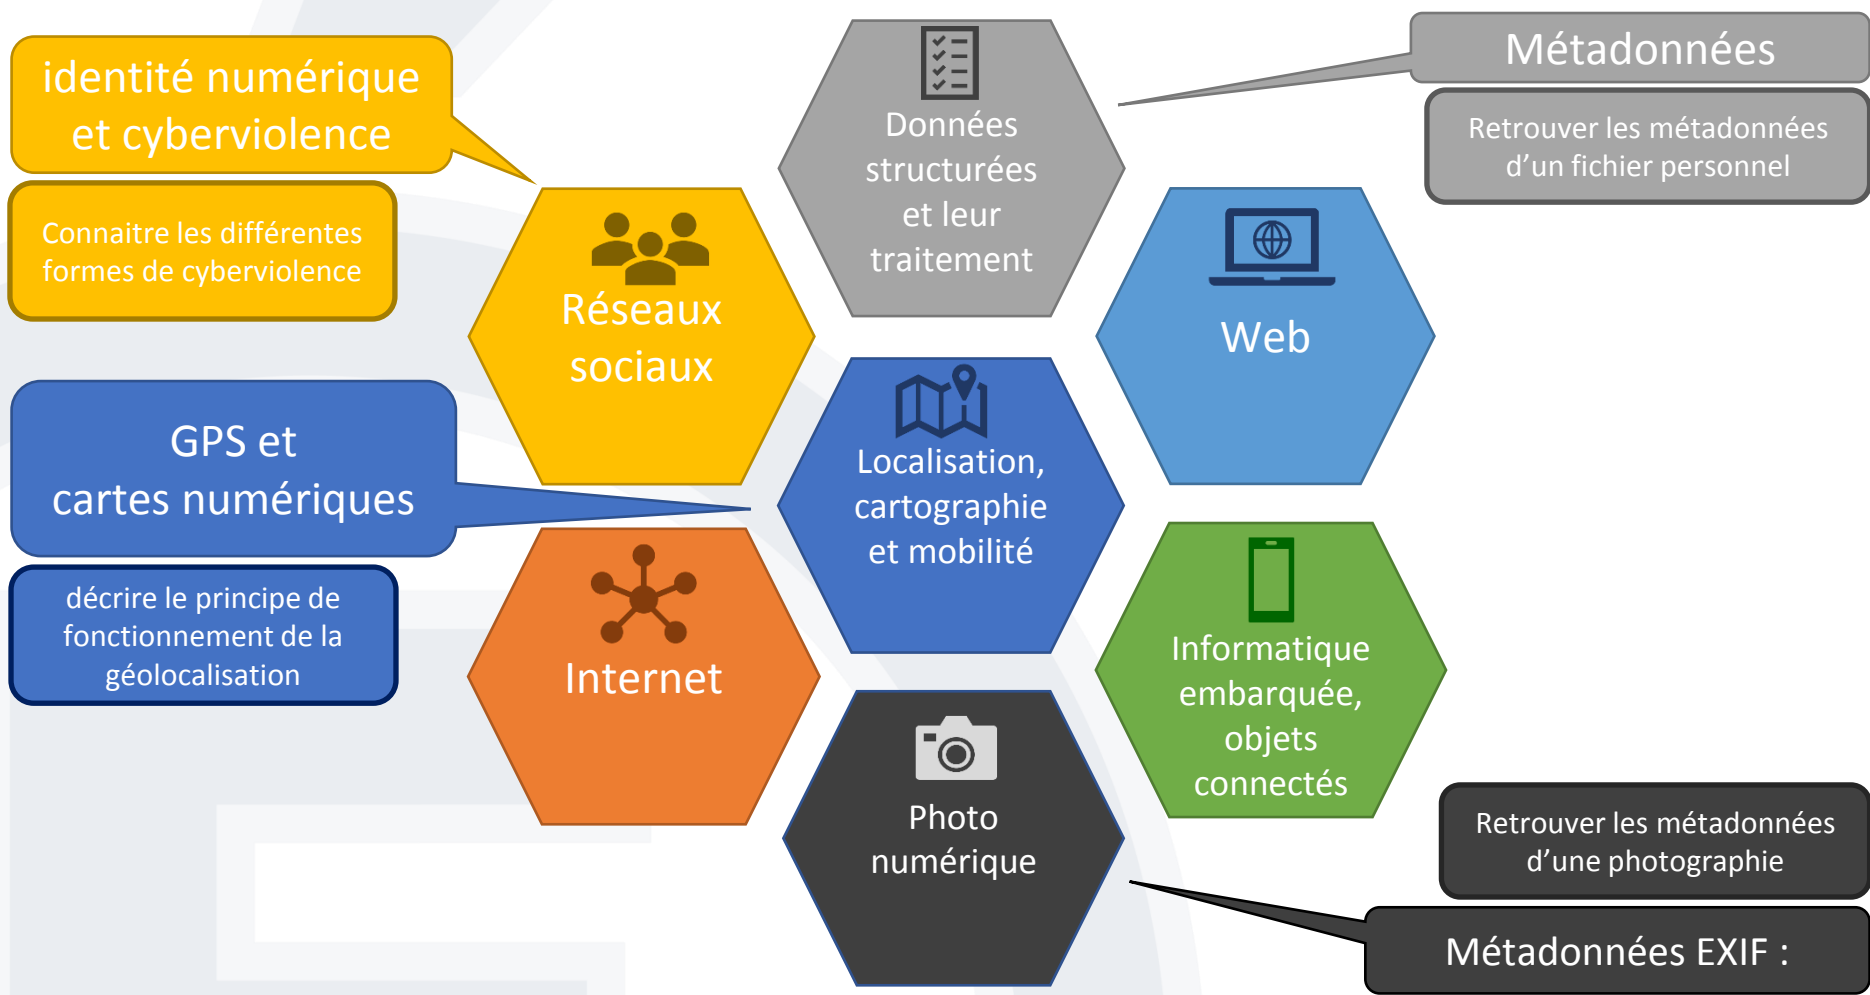 identité numérique
et cyberviolence
Connaitre les différentes
formes de cyberviolence
Réseaux
sociaux
Données
structurées
et leur
traitement
Métadonnées
Retrouver les métadonnées
d’un fichier personnel
Web
GPS et
cartes numériques
décrire le principe de
fonctionnement de la
géolocalisation
Localisation,
cartographie
et mobilité
Internet
Informatique
embarquée,
objets
connectés
Photo
numérique
Retrouver les métadonnées
d’une photographie
Métadonnées EXIF :